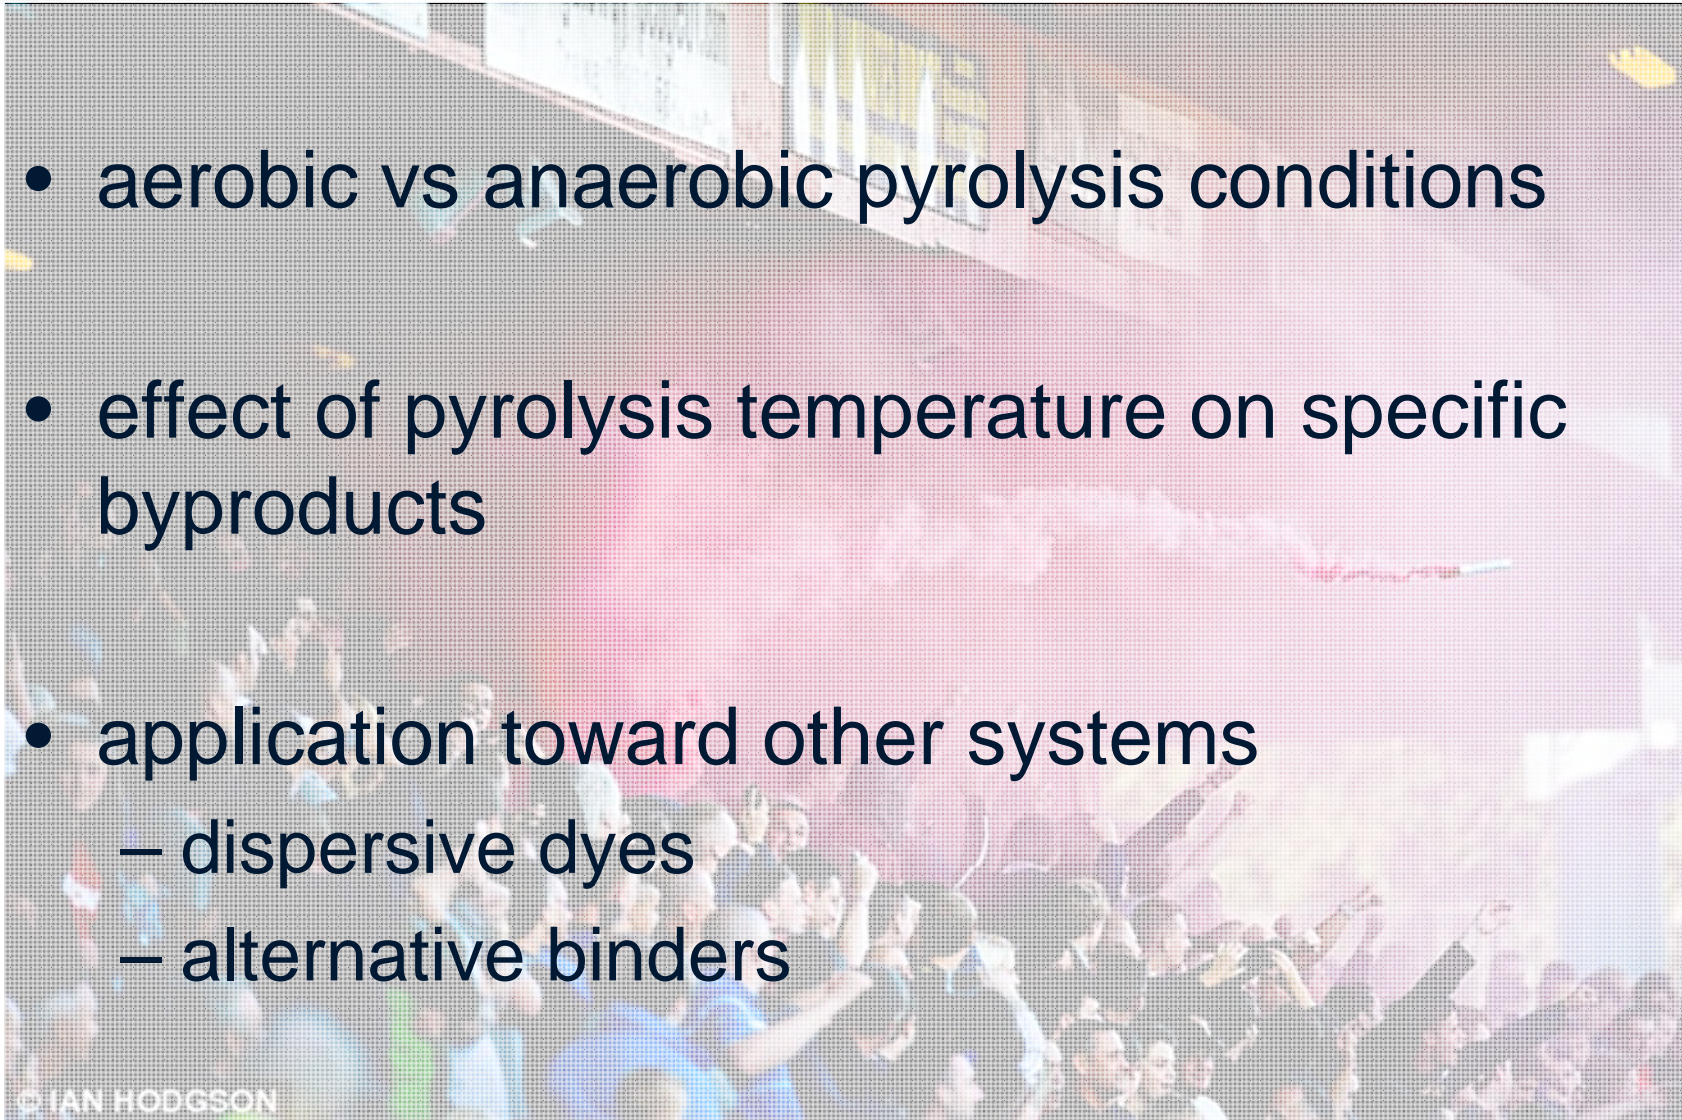 • aerobic vs anaerobic pyrolysis conditions
• effect of pyrolysis temperature on specific
byproducts
• application toward other systems
– dispersive dyes
– alternative binders
© IAN HODGSON